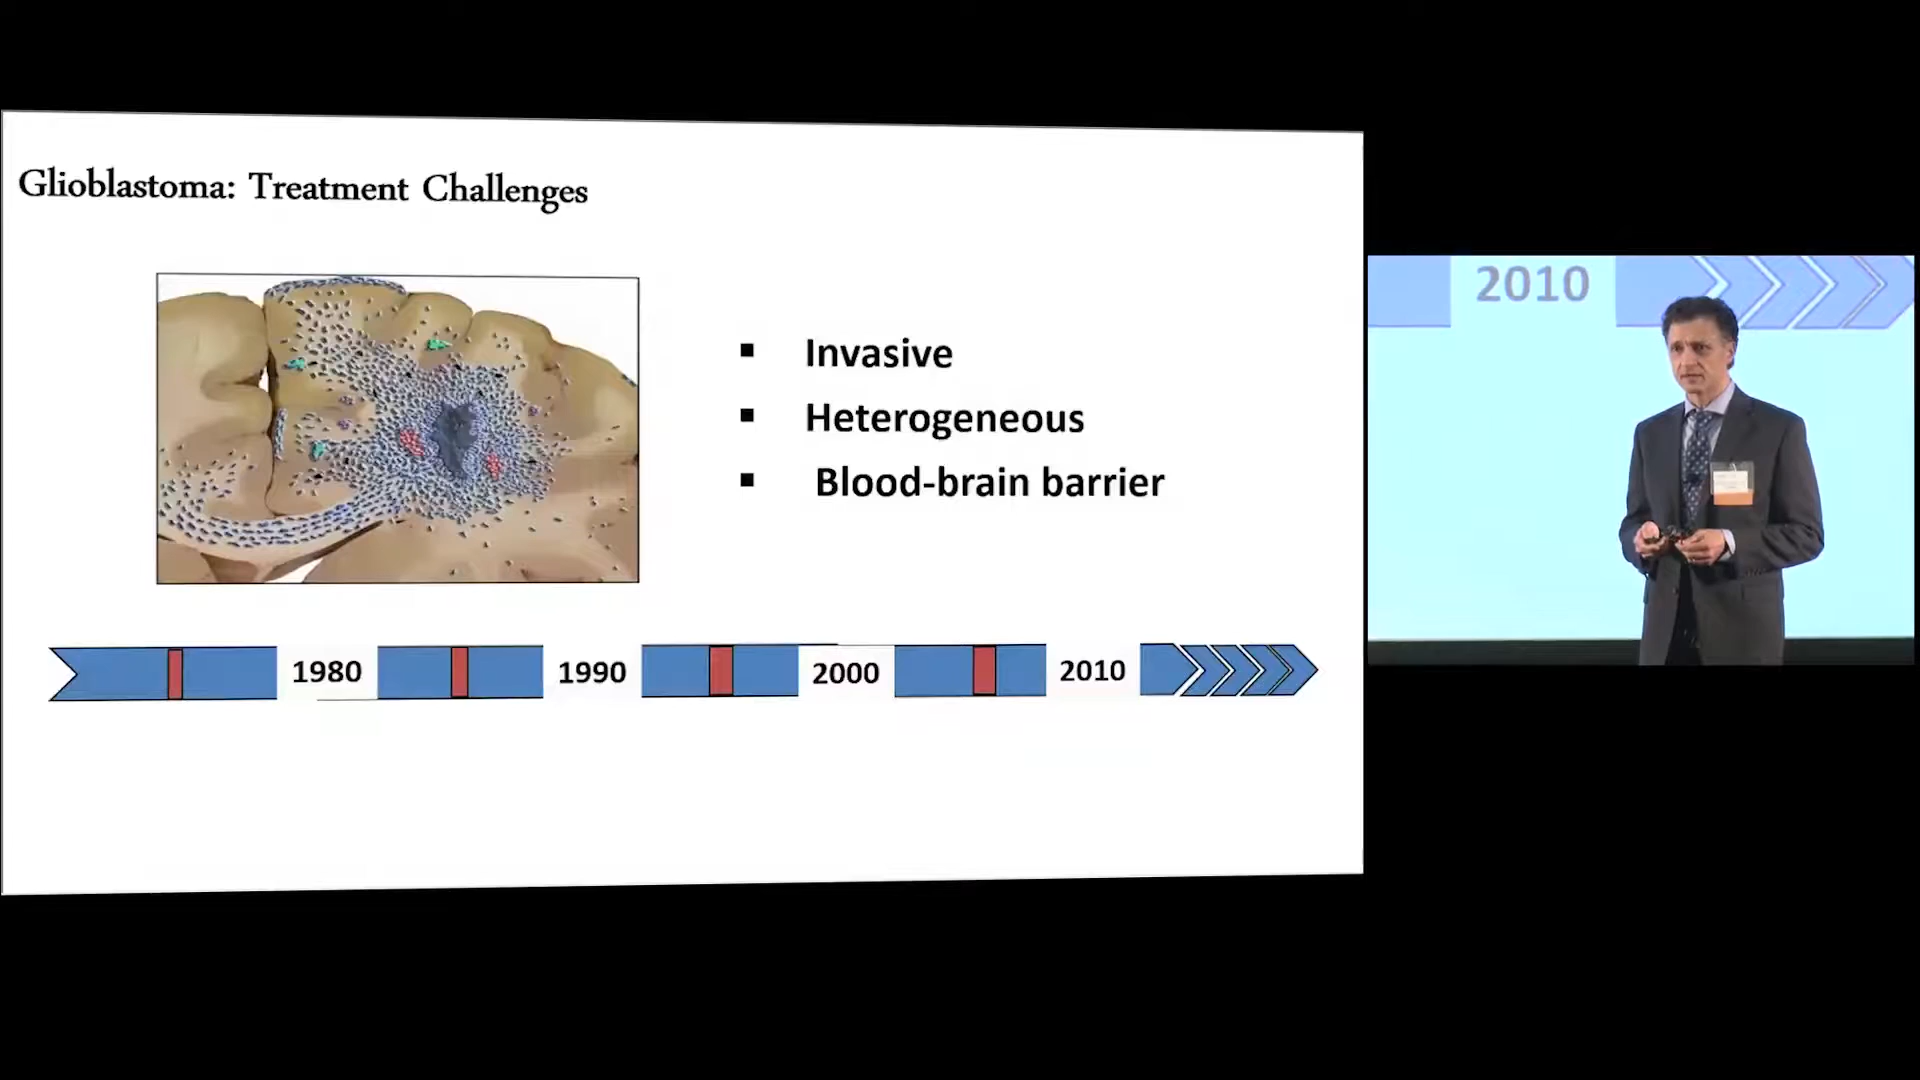 Glioblastoma: Treatment Challenges
Invasive
Heterogeneous
Blood-brain barrier
1980 1990 2000 2010
2010